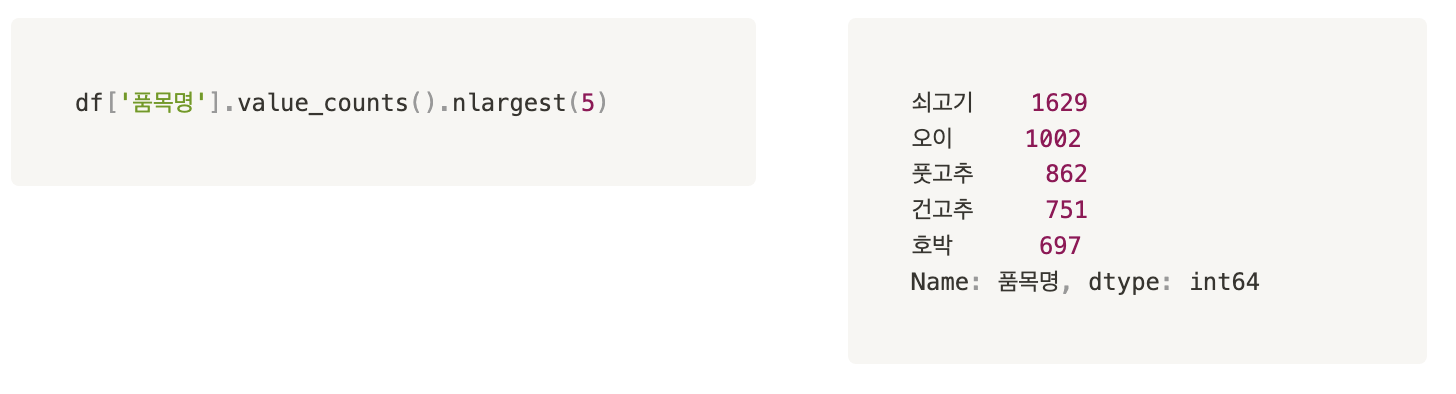 df['품목명'].value_counts().nlargest(5)
쇠고기    1629
오이     1002
풋고추     862
건고추     751
호박      697
Name: 품목명, dtype: int64